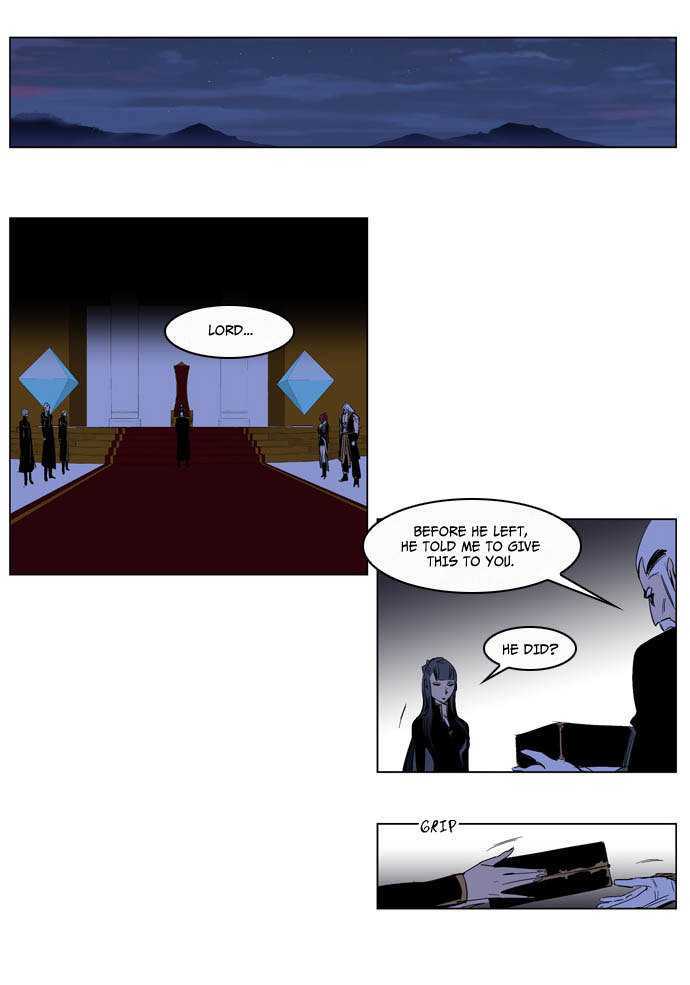 LORD...
BEFORE HE LEFT,
HE TOLD ME TO GIVE
THIS TO YOU.
HE DID?
GRIP